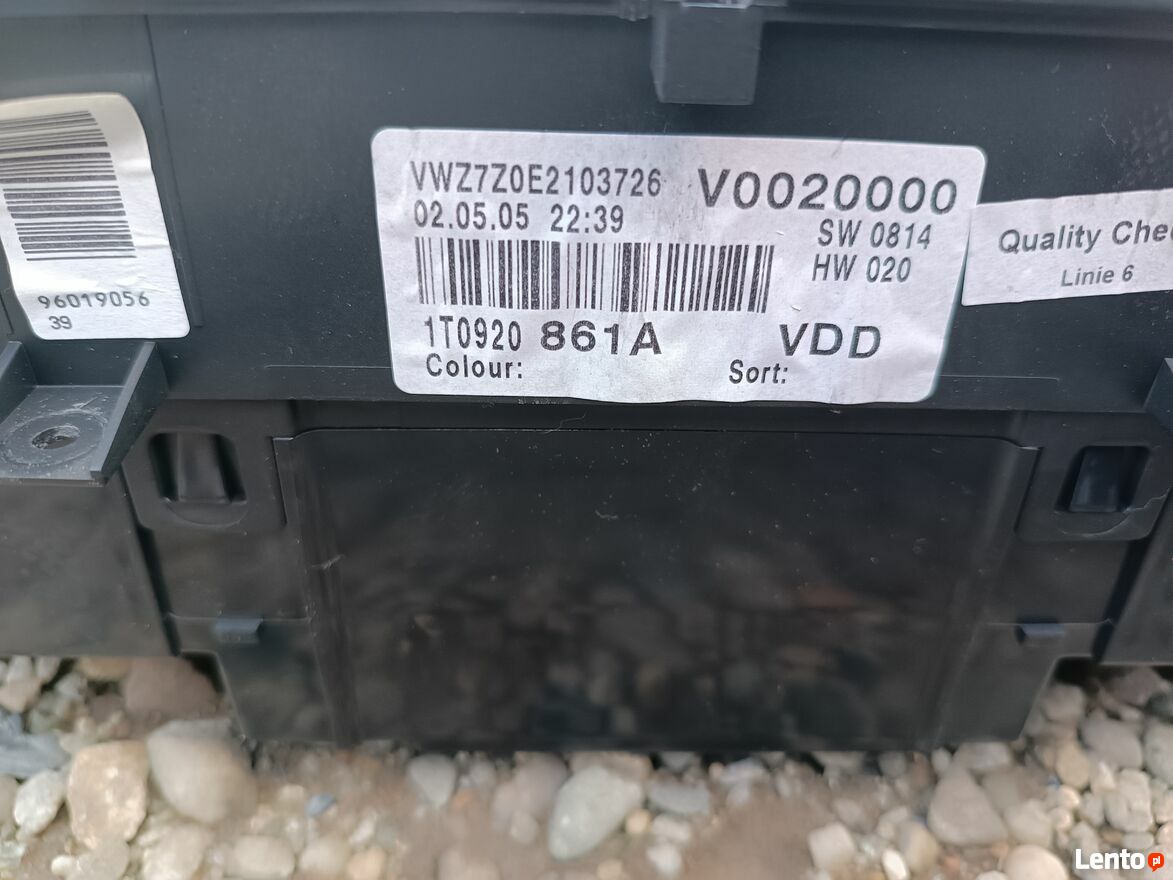 VWZ7Z0E2103726 V0020000
02.05.05 22:39 SW 0814
HW 020
1T0920 861A VDD
Colour: Sort:
96019056
39
Quality Chec
Linie 6
Lento.pl